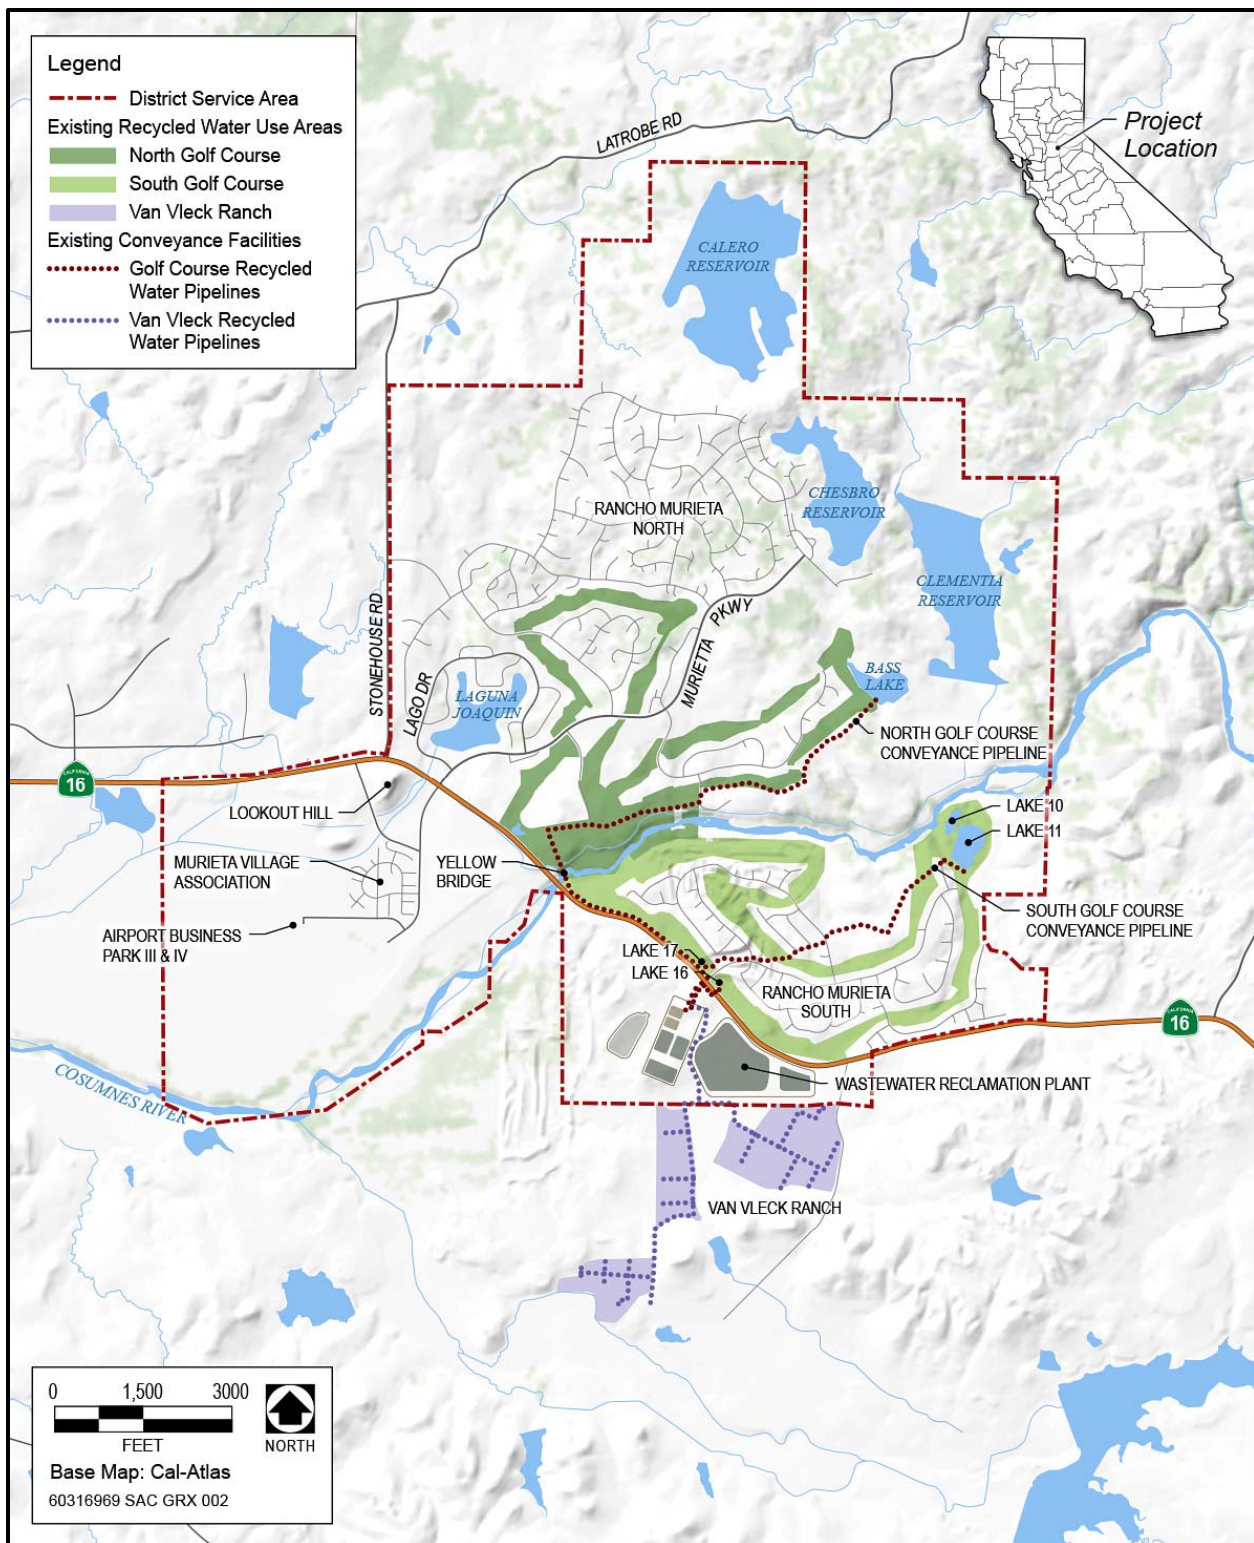 Legend
District Service Area
Existing Recycled Water Use Areas
North Golf Course
South Golf Course
Van Vleck Ranch
Existing Conveyance Facilities
Golf Course Recycled
Water Pipelines
Van Vleck Recycled
Water Pipelines
Project
Location
LATROBE RD
CALERO
RESERVOIR
CHESBRO
RESERVOIR
RANCHO MURIETA
NORTH
CLEMENTIA
RESERVOIR
STONEHOUSE RD
LAGO DR
MURIETTA PKWY
LAGUNA
JOAQUIN
BASS
LAKE
NORTH GOLF COURSE
CONVEYANCE PIPELINE
CALIFORNIA
16
LOOKOUT HILL
LAKE 10
LAKE 11
MURIETA VILLAGE
ASSOCIATION
YELLOW
BRIDGE
AIRPORT BUSINESS
PARK III & IV
SOUTH GOLF COURSE
CONVEYANCE PIPELINE
LAKE 17
LAKE 16
RANCHO MURIETA
SOUTH
CALIFORNIA
16
COSUMNES RIVER
WASTEWATER RECLAMATION PLANT
VAN VLECK RANCH
0 1,500 3000
FEET
NORTH
Base Map: Cal-Atlas
60316969 SAC GRX 002